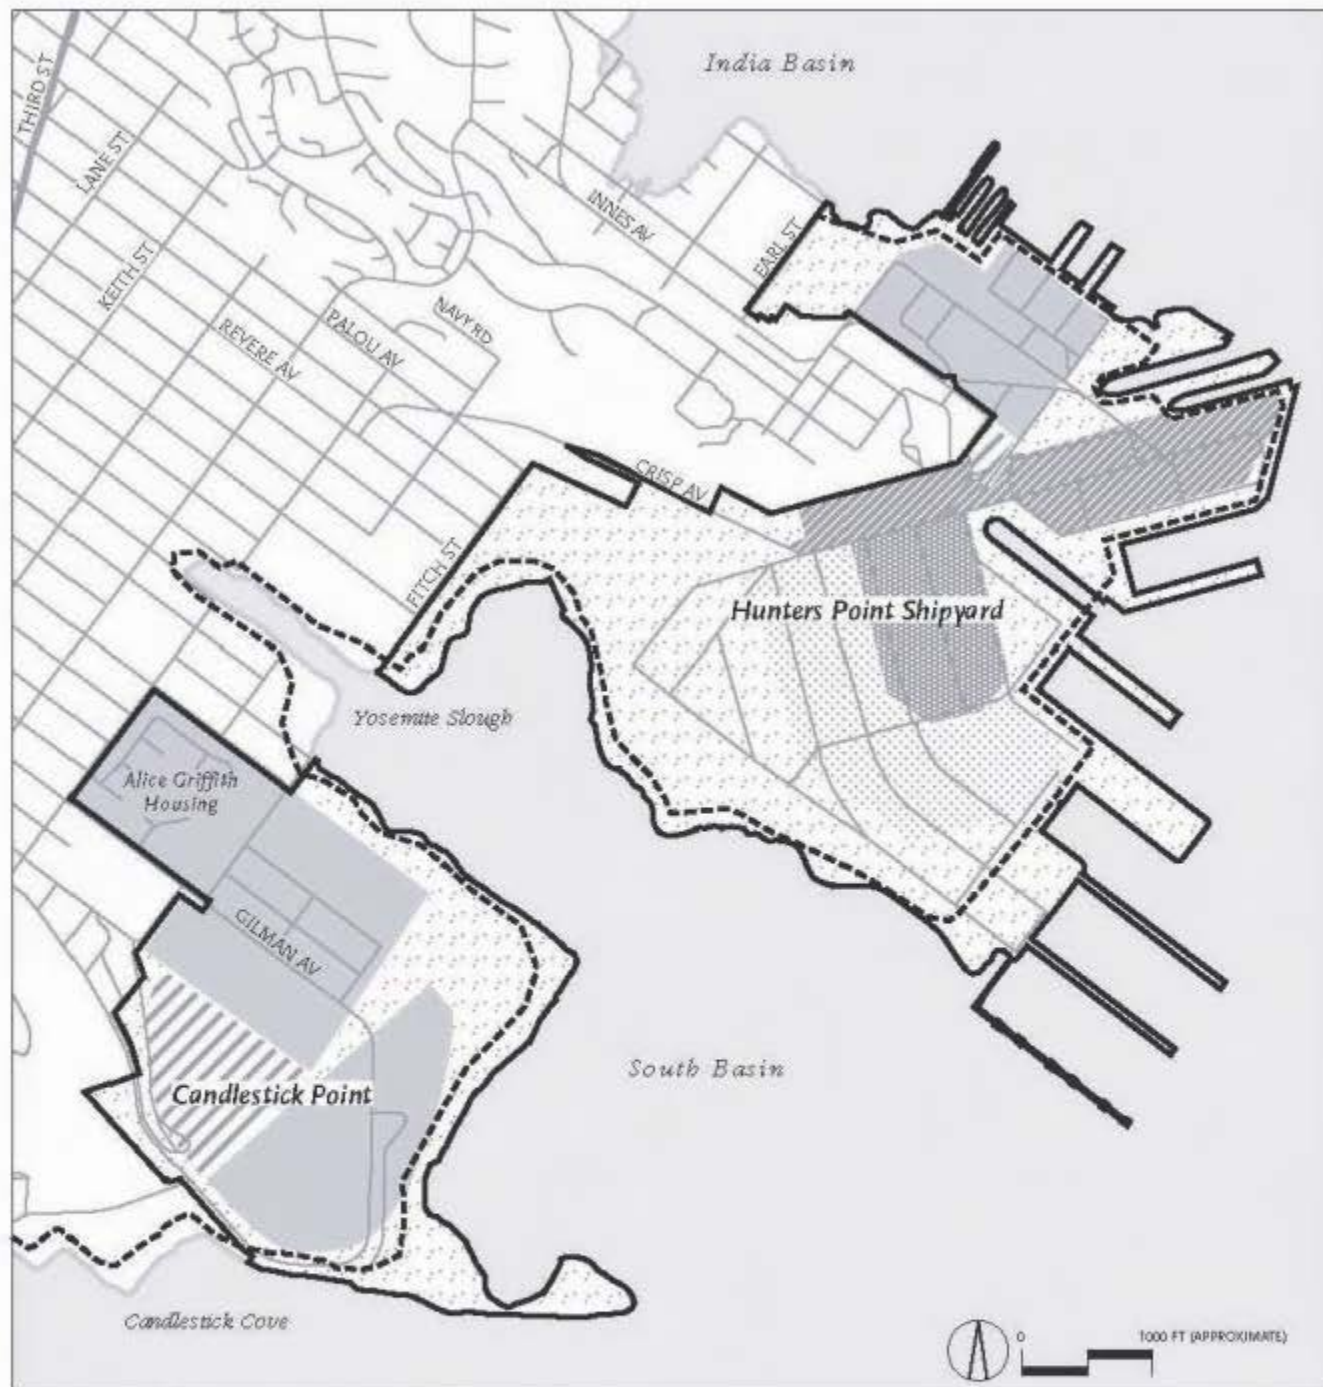 India Basin
THIRD ST
LANE ST
KEITH ST
INNES AV
EARL ST
NAVY RD
PALOU AV
REVERE AV
CRISP AV
FITCH ST
Hunters Point Shipyard
Yosemite Slough
Alice Griffith
Housing
GILMAN AV
South Basin
Candlestick Point
Candlestick Cove
0
1000 FT (APPROXIMATE)